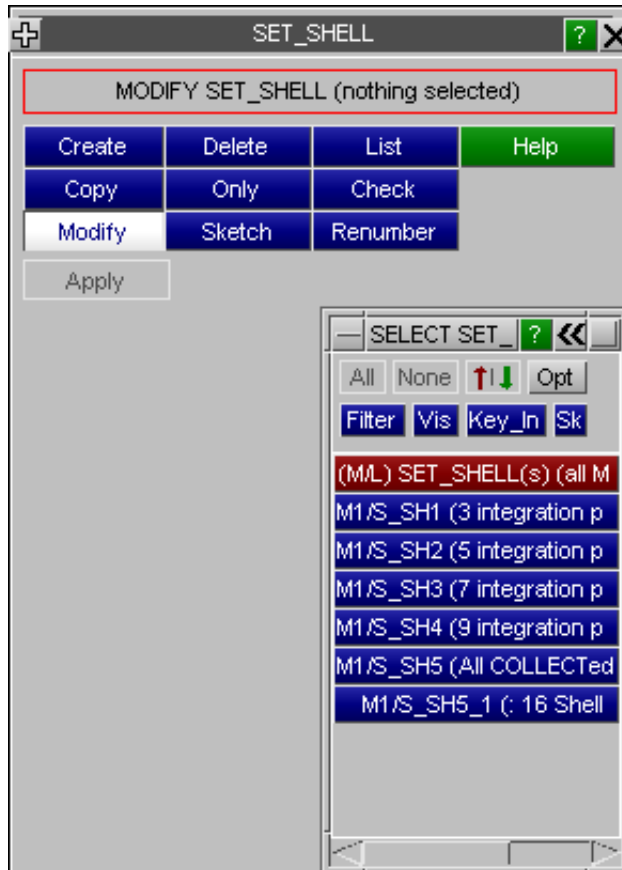 SET_SHELL ? X
MODIFY SET_SHELL (nothing selected)
Create Delete List Help
Copy Only Check
Modify Sketch Renumber
Apply
SELECT SET_ ?
All None Opt
Filter Vis Key_In Sk
(M/L) SET_SHELL(s) (all M
M1/S_SH1 (3 integration p
M1/S_SH2 (5 integration p
M1/S_SH3 (7 integration p
M1/S_SH4 (9 integration p
M1/S_SH5 (All COLLECTed
M1/S_SH5_1 (: 16 Shell